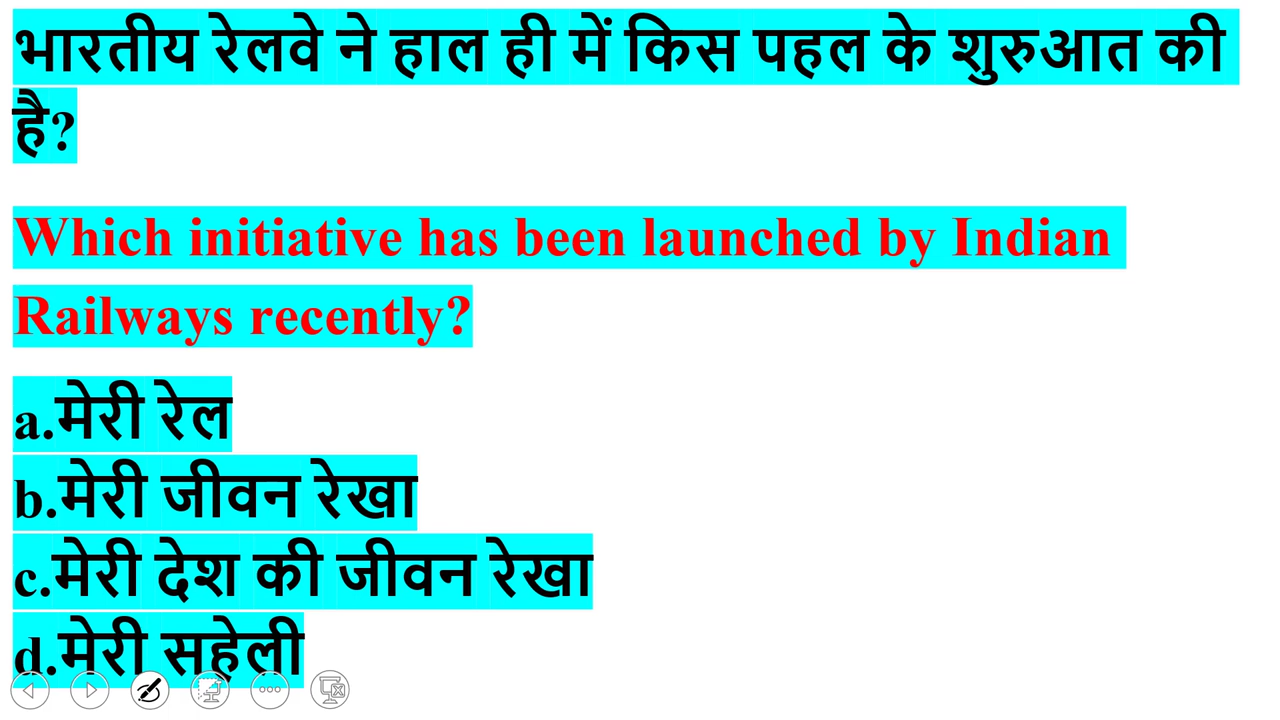 भारतीय रेलवे ने हाल ही में किस पहल के शुरुआत की
है?
Which initiative has been launched by Indian
Railways recently?
a.मेरी रेल
b.मेरी जीवन रेखा
c.मेरी देश की जीवन रेखा
d.मेरी सहेली